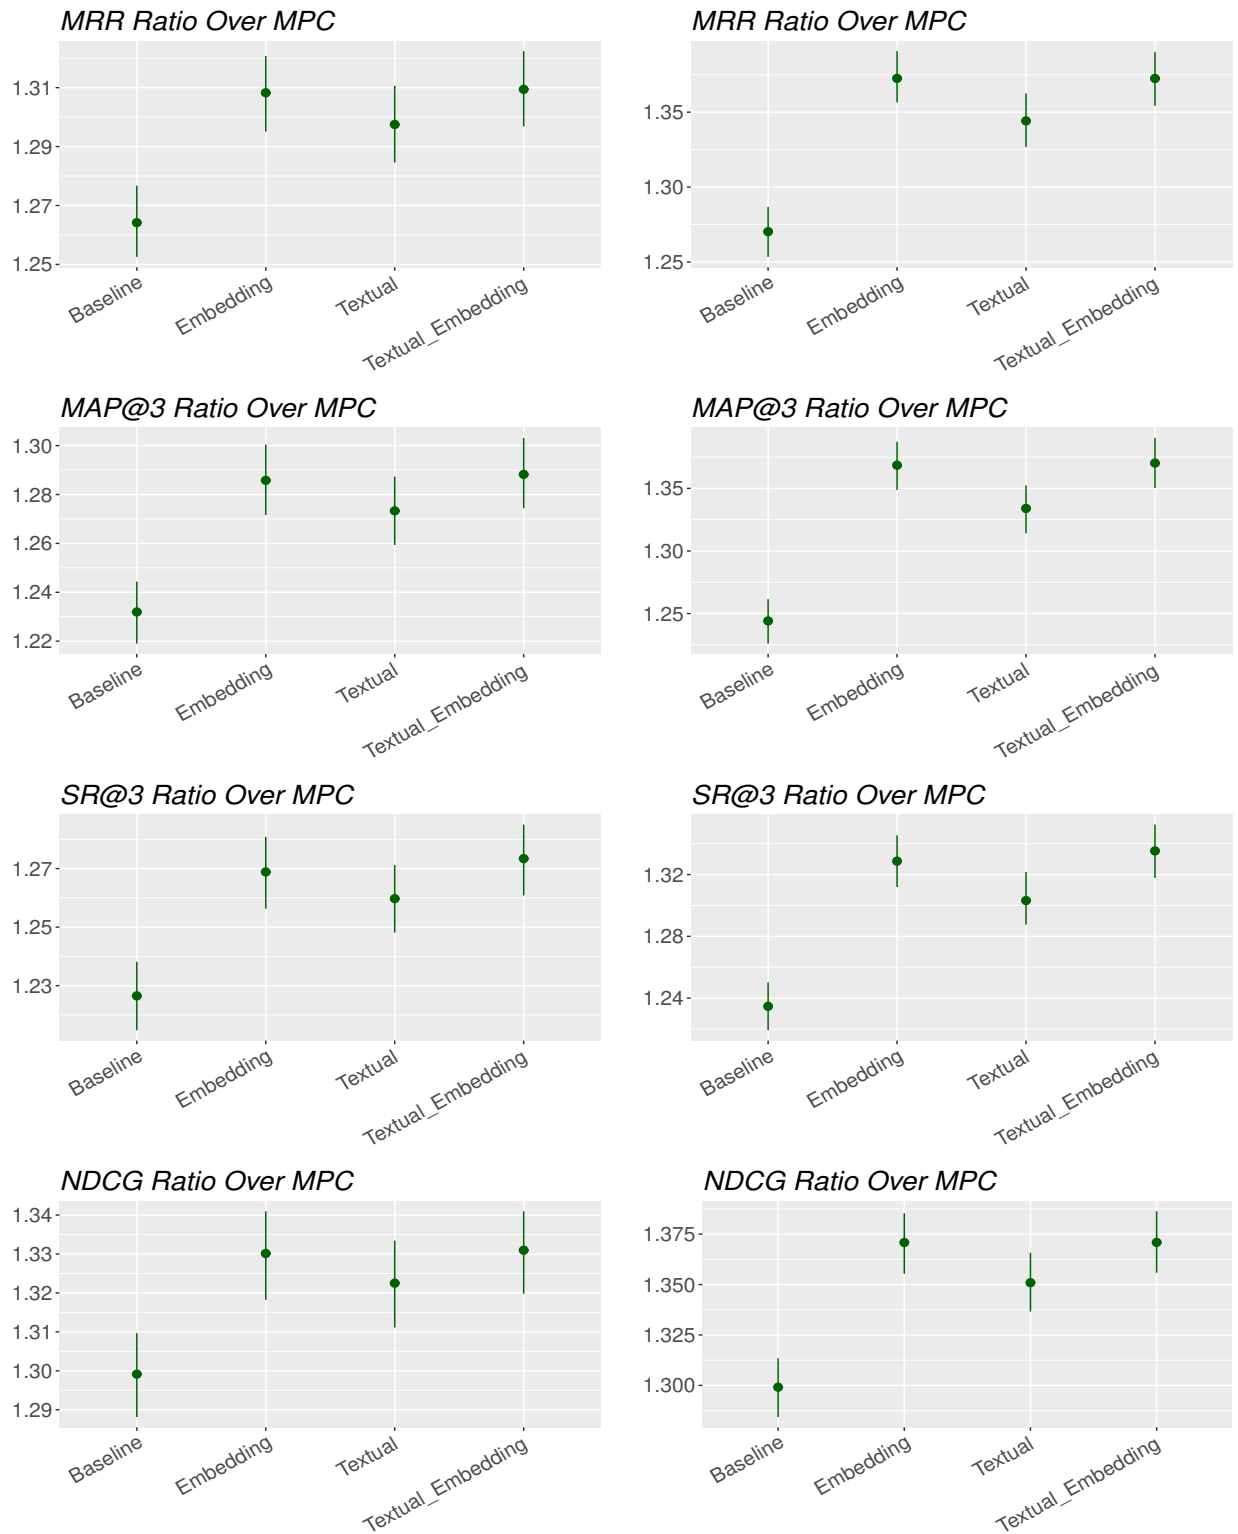 MRR Ratio Over MPC
1.31
1.29
1.27
1.25
Baseline
Embedding
Textual
Textual_Embedding
MRR Ratio Over MPC
1.35
1.30
1.25
Baseline
Embedding
Textual
Textual_Embedding
MAP@3 Ratio Over MPC
1.30
1.28
1.26
1.24
1.22
Baseline
Embedding
Textual
Textual_Embedding
MAP@3 Ratio Over MPC
1.35
1.30
1.25
Baseline
Embedding
Textual
Textual_Embedding
SR@3 Ratio Over MPC
1.27
1.25
1.23
Baseline
Embedding
Textual
Textual_Embedding
SR@3 Ratio Over MPC
1.32
1.28
1.24
Baseline
Embedding
Textual
Textual_Embedding
NDCG Ratio Over MPC
1.34
1.33
1.32
1.31
1.30
1.29
Baseline
Embedding
Textual
Textual_Embedding
NDCG Ratio Over MPC
1.375
1.350
1.325
1.300
Baseline
Embedding
Textual
Textual_Embedding